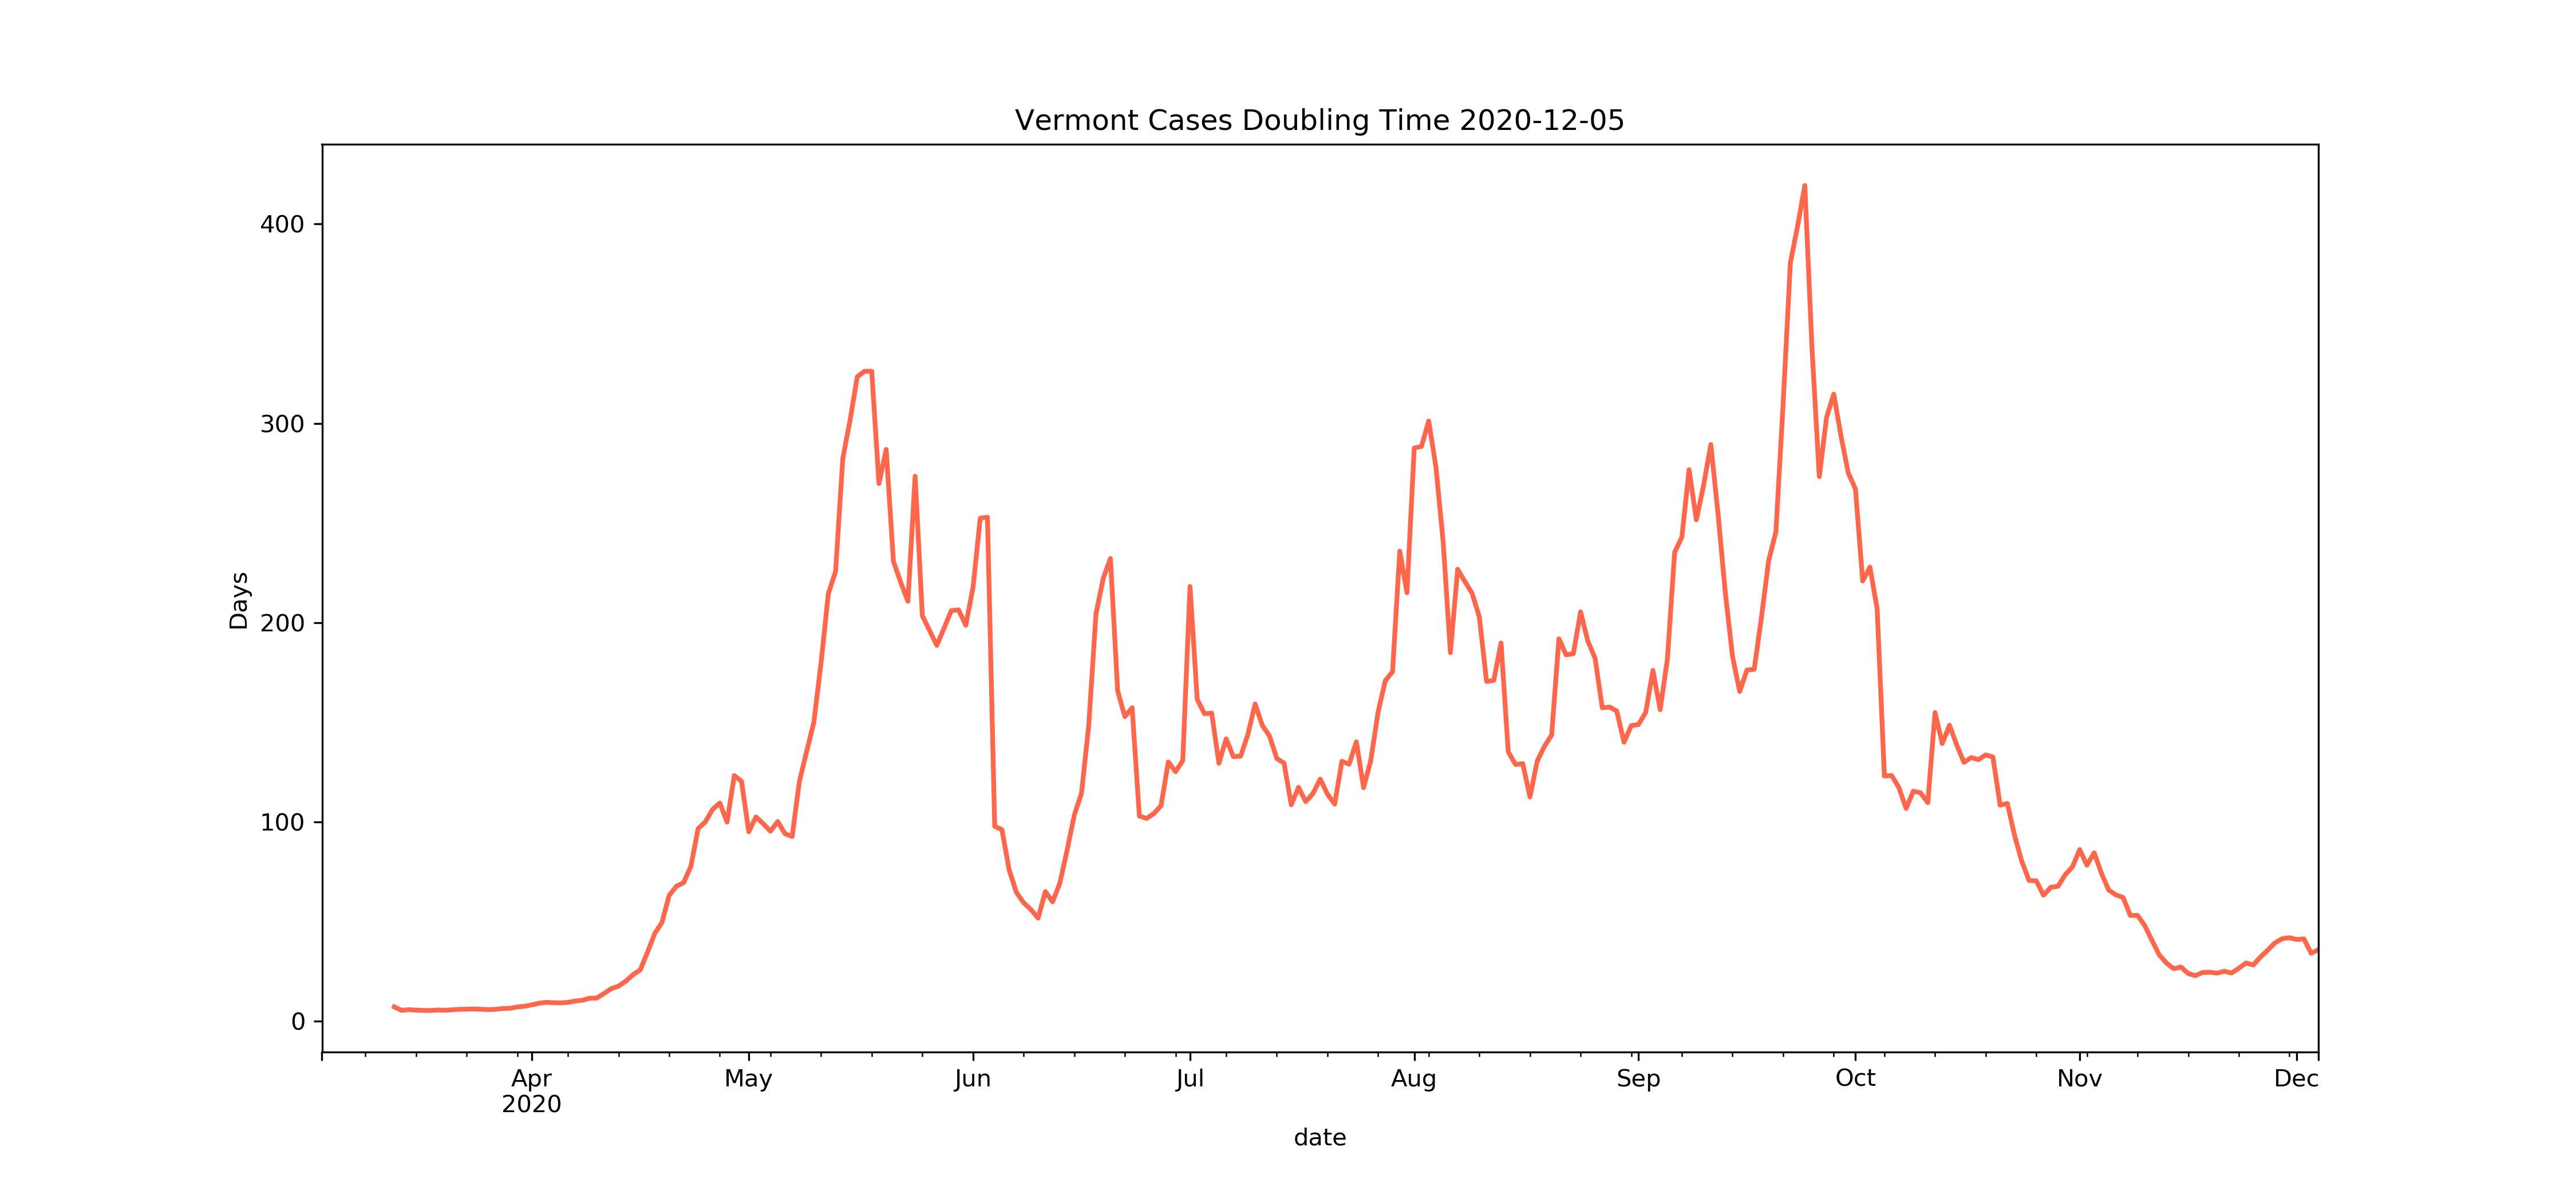 Vermont Cases Doubling Time 2020-12-05
Days
400
300
200
100
0
Apr May Jun Jul Aug Sep Oct Nov Dec
2020
date